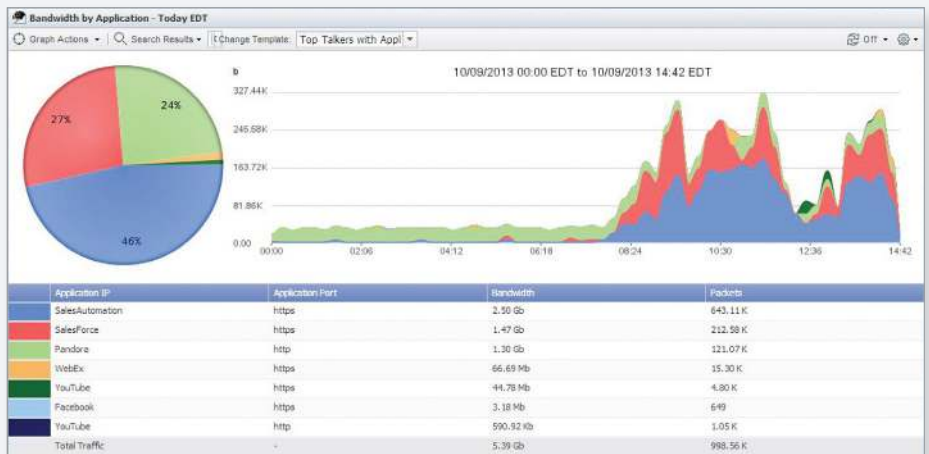 Bandwidth by Application - Today EDT
Graph Actions Search Results Change Template: Top Talkers with Appl Off
b 10/09/2013 00:00 EDT to 10/09/2013 14:42 EDT
327.44K
245.58K
163.72K
81.86K
0.00
27% 24%
46%
00:00 02:06 04:12 06:18 08:24 10:30 12:36 14:42
Application IP Application Port Bandwidth Packets
SalesAutomation https 2.50 Gb 643.11 K
SalesForce https 1.47 Gb 212.58 K
Pandora http 1.30 Gb 121.07 K
WebEx https 66.69 Mb 15.30 K
YouTube https 44.78 Mb 4.80 K
Facebook https 3.18 Mb 649
YouTube http 590.92 Kb 1.05 K
Total Traffic - 5.39 Gb 998.56 K